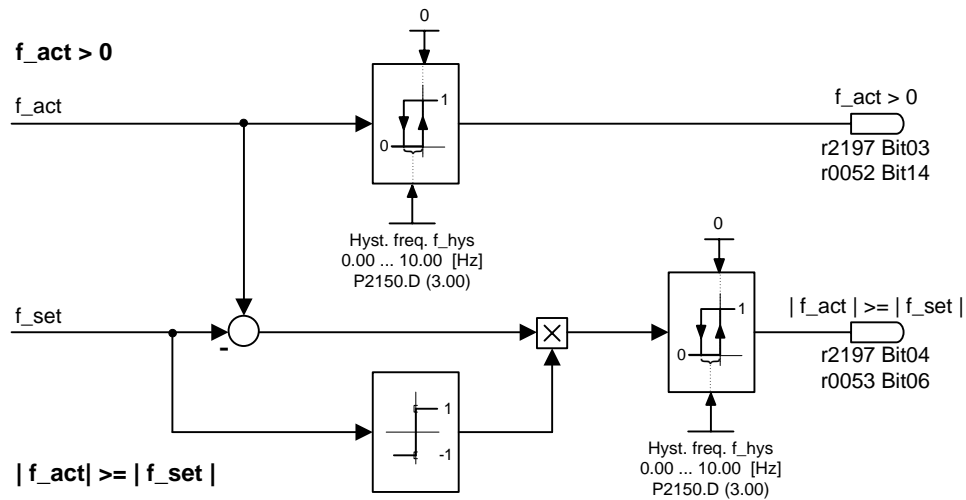 0
f_act > 0
f_act
1
0
f_act > 0
r2197 Bit03
r0052 Bit14
Hyst. freq. f_hys
0.00 ... 10.00 [Hz]
P2150.D (3.00)
0
f_set
-
1
0
| f_act | >= | f_set |
r2197 Bit04
r0053 Bit06
1
-1
Hyst. freq. f_hys
0.00 ... 10.00 [Hz]
P2150.D (3.00)
| f_act| >= | f_set |